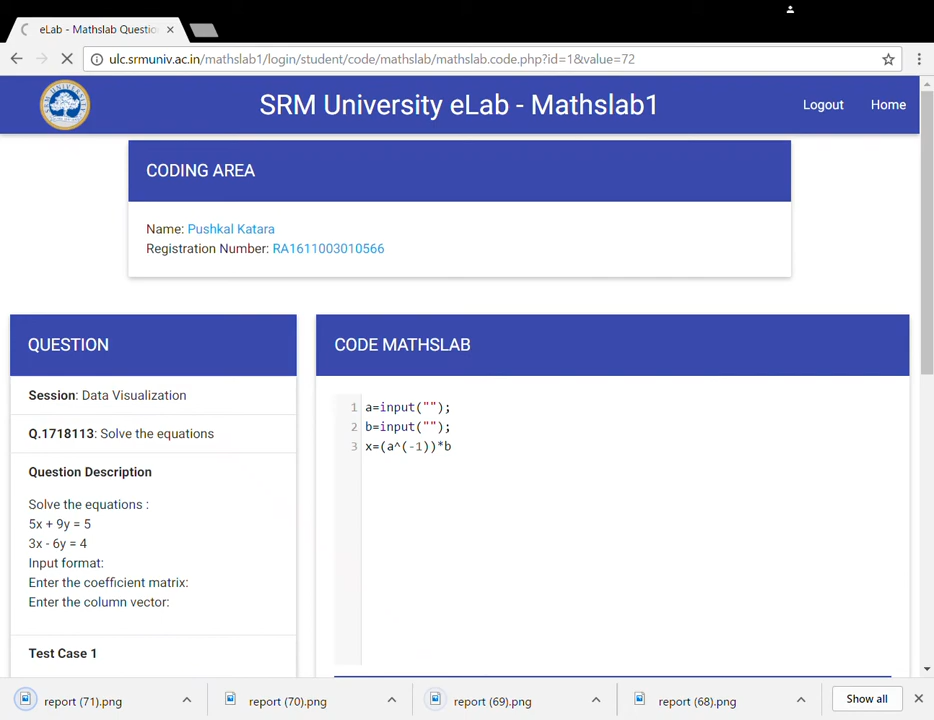 eLab - Mathslab Questio
ulc.srmuniv.ac.in/mathslab1/login/student/code/mathslab/mathslab.code.php?id=1&value=72
SRM University eLab - Mathslab1
Logout
Home
CODING AREA
Name: Pushkal Katara
Registration Number: RA1611003010566
QUESTION
Session: Data Visualization
Q.1718113: Solve the equations
Question Description
Solve the equations :
5x + 9y = 5
3x - 6y = 4
Input format:
Enter the coefficient matrix:
Enter the column vector:
Test Case 1
CODE MATHSLAB
1 a=input("");
2 b=input("");
3 x=(a^(-1))*b
report (71).png
report (70).png
report (69).png
report (68).png
Show all